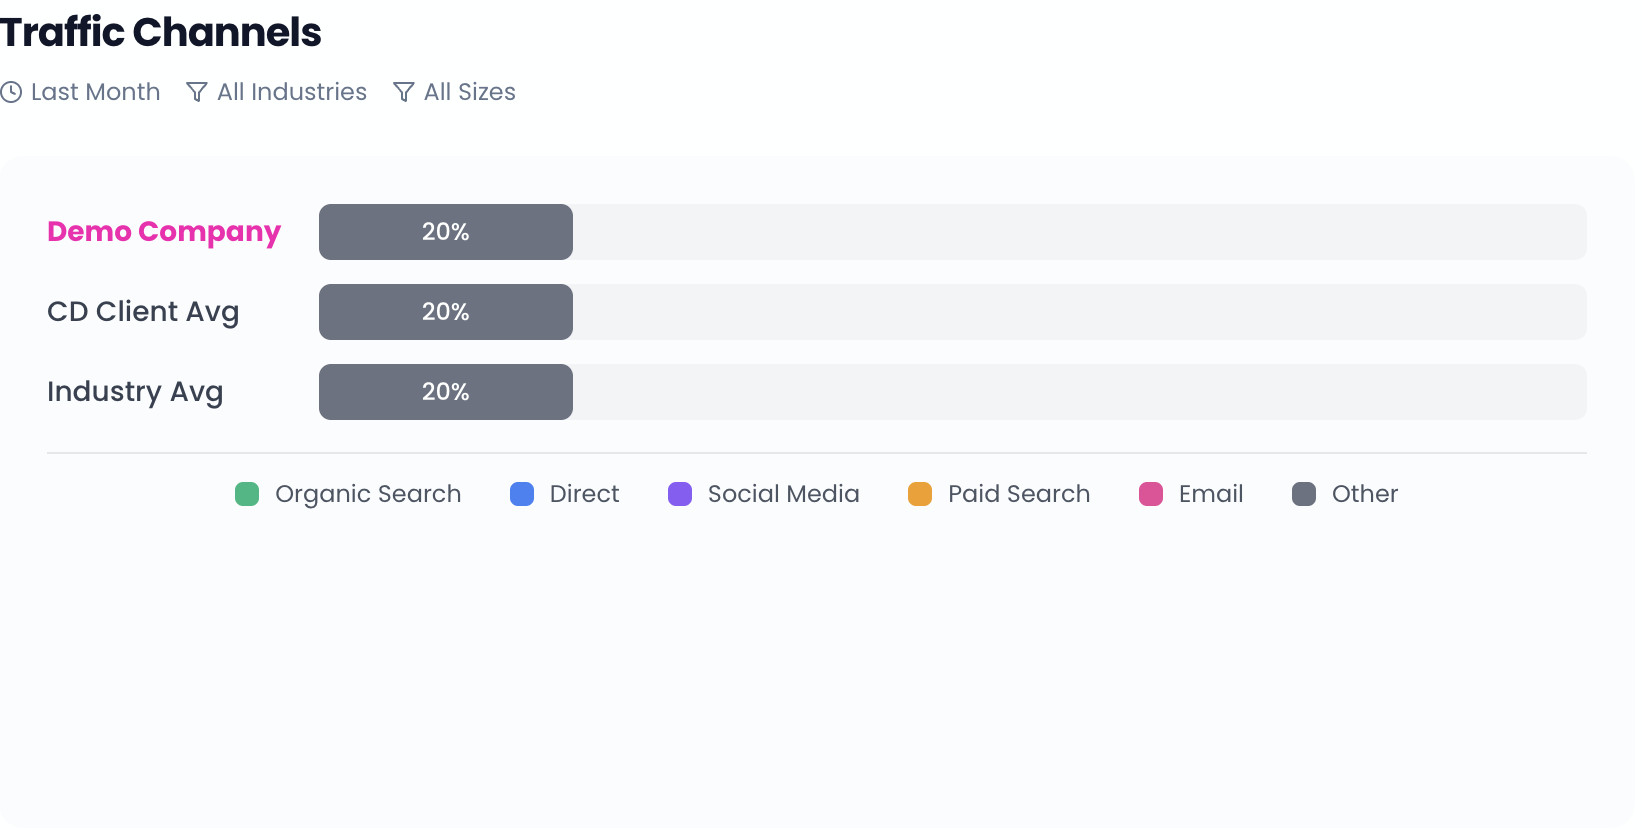 Traffic Channels
Last Month All Industries All Sizes
Demo Company 20%
CD Client Avg 20%
Industry Avg 20%
Organic Search Direct Social Media Paid Search Email Other